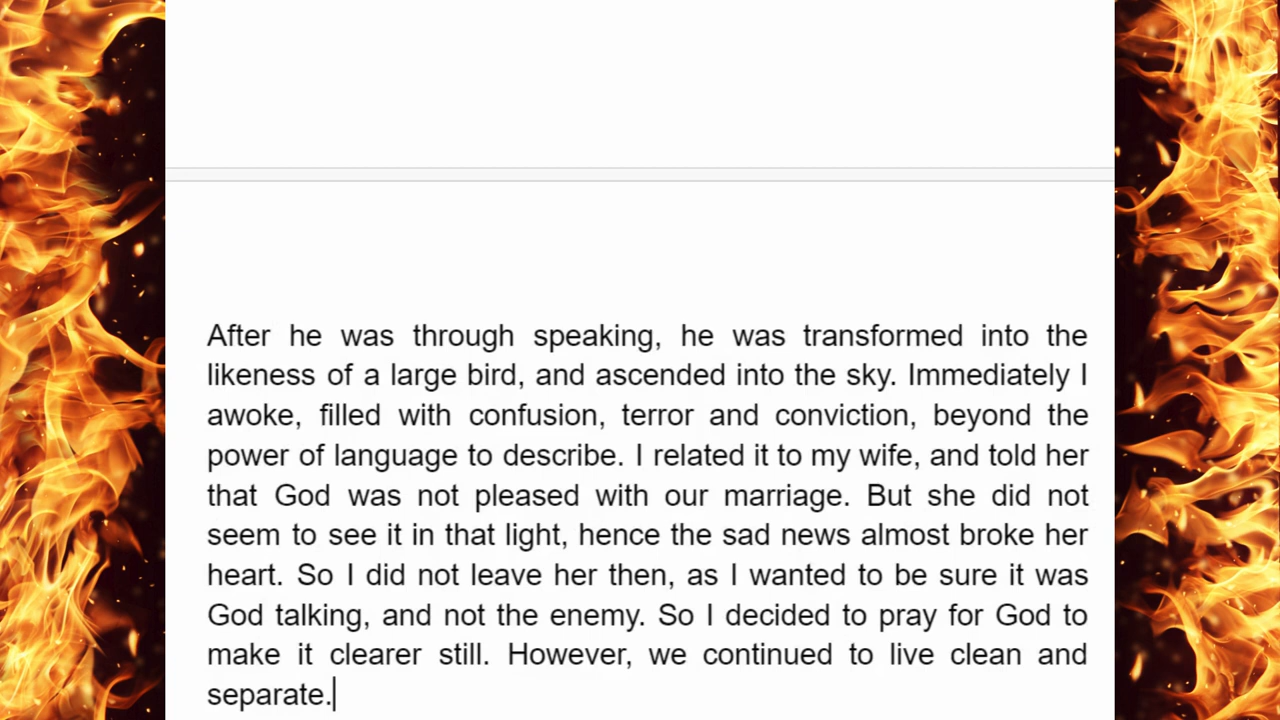 After he was through speaking, he was transformed into the
likeness of a large bird, and ascended into the sky. Immediately I
awoke, filled with confusion, terror and conviction, beyond the
power of language to describe. I related it to my wife, and told her
that God was not pleased with our marriage. But she did not
seem to see it in that light, hence the sad news almost broke her
heart. So I did not leave her then, as I wanted to be sure it was
God talking, and not the enemy. So I decided to pray for God to
make it clearer still. However, we continued to live clean and
separate.